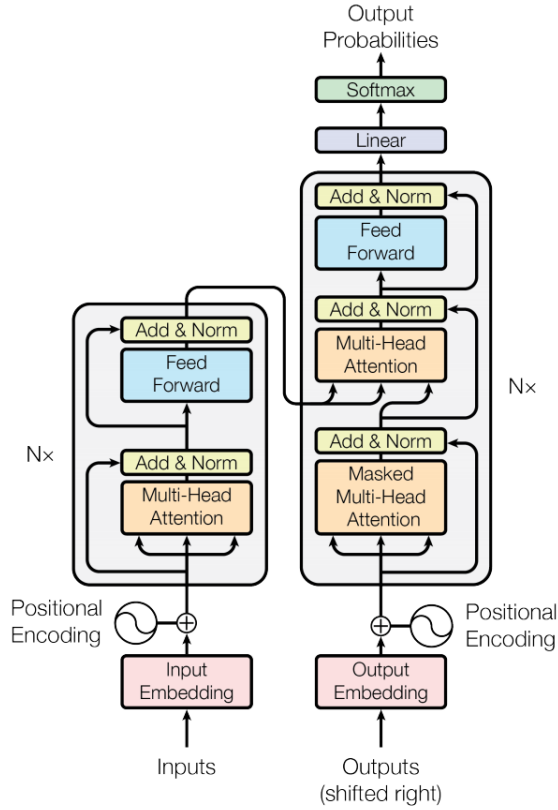 Output
Probabilities
Softmax
Linear
Add & Norm
Feed
Forward
Add & Norm
Multi-Head
Attention
Add & Norm
Masked
Multi-Head
Attention
N×
Add & Norm
Feed
Forward
N×
Add & Norm
Multi-Head
Attention
Positional
Encoding
Positional
Encoding
Input
Embedding
Output
Embedding
Inputs
Outputs
(shifted right)